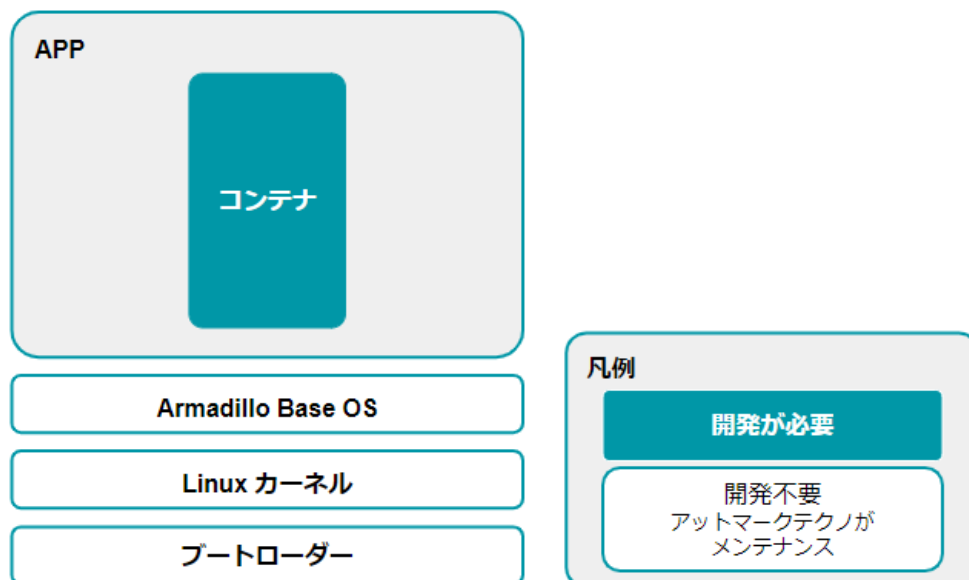 APP
コンテナ
Armadillo Base OS
Linux カーネル
ブートローダー
凡例
開発が必要
開発不要
アットマークテクノが
メンテナンス